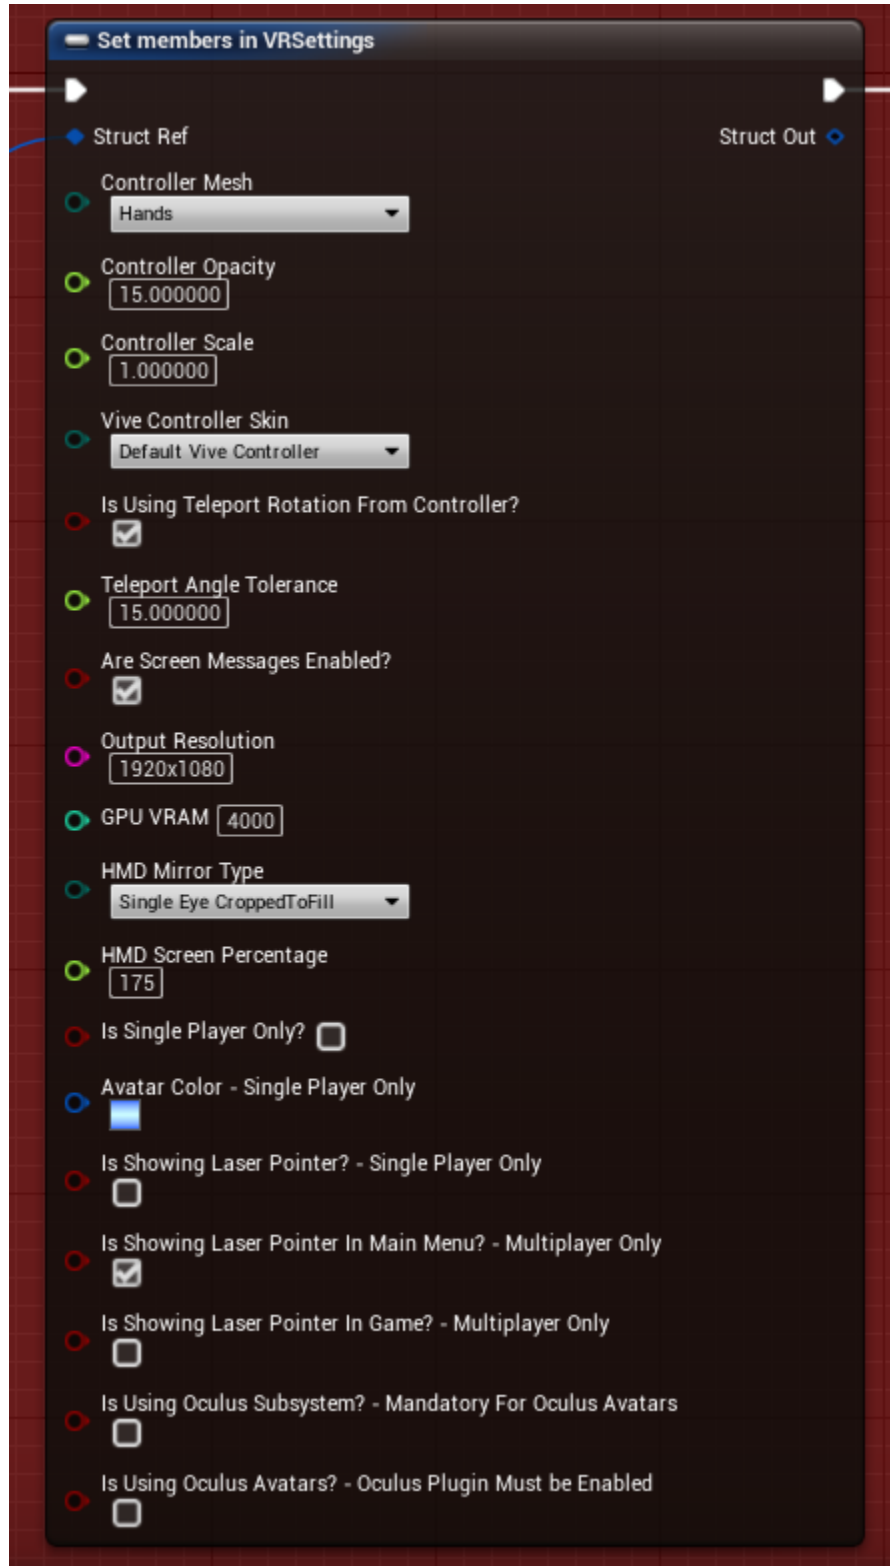 Set members in VRSettings
Struct Ref Struct Out
Controller Mesh
Hands
Controller Opacity
15.000000
Controller Scale
1.000000
Vive Controller Skin
Default Vive Controller
Is Using Teleport Rotation From Controller?
Teleport Angle Tolerance
15.000000
Are Screen Messages Enabled?
Output Resolution
1920x1080
GPU VRAM 4000
HMD Mirror Type
Single Eye CroppedToFill
HMD Screen Percentage
175
Is Single Player Only?
Avatar Color - Single Player Only
Is Showing Laser Pointer? - Single Player Only
Is Showing Laser Pointer In Main Menu? - Multiplayer Only
Is Showing Laser Pointer In Game? - Multiplayer Only
Is Using Oculus Subsystem? - Mandatory For Oculus Avatars
Is Using Oculus Avatars? - Oculus Plugin Must be Enabled